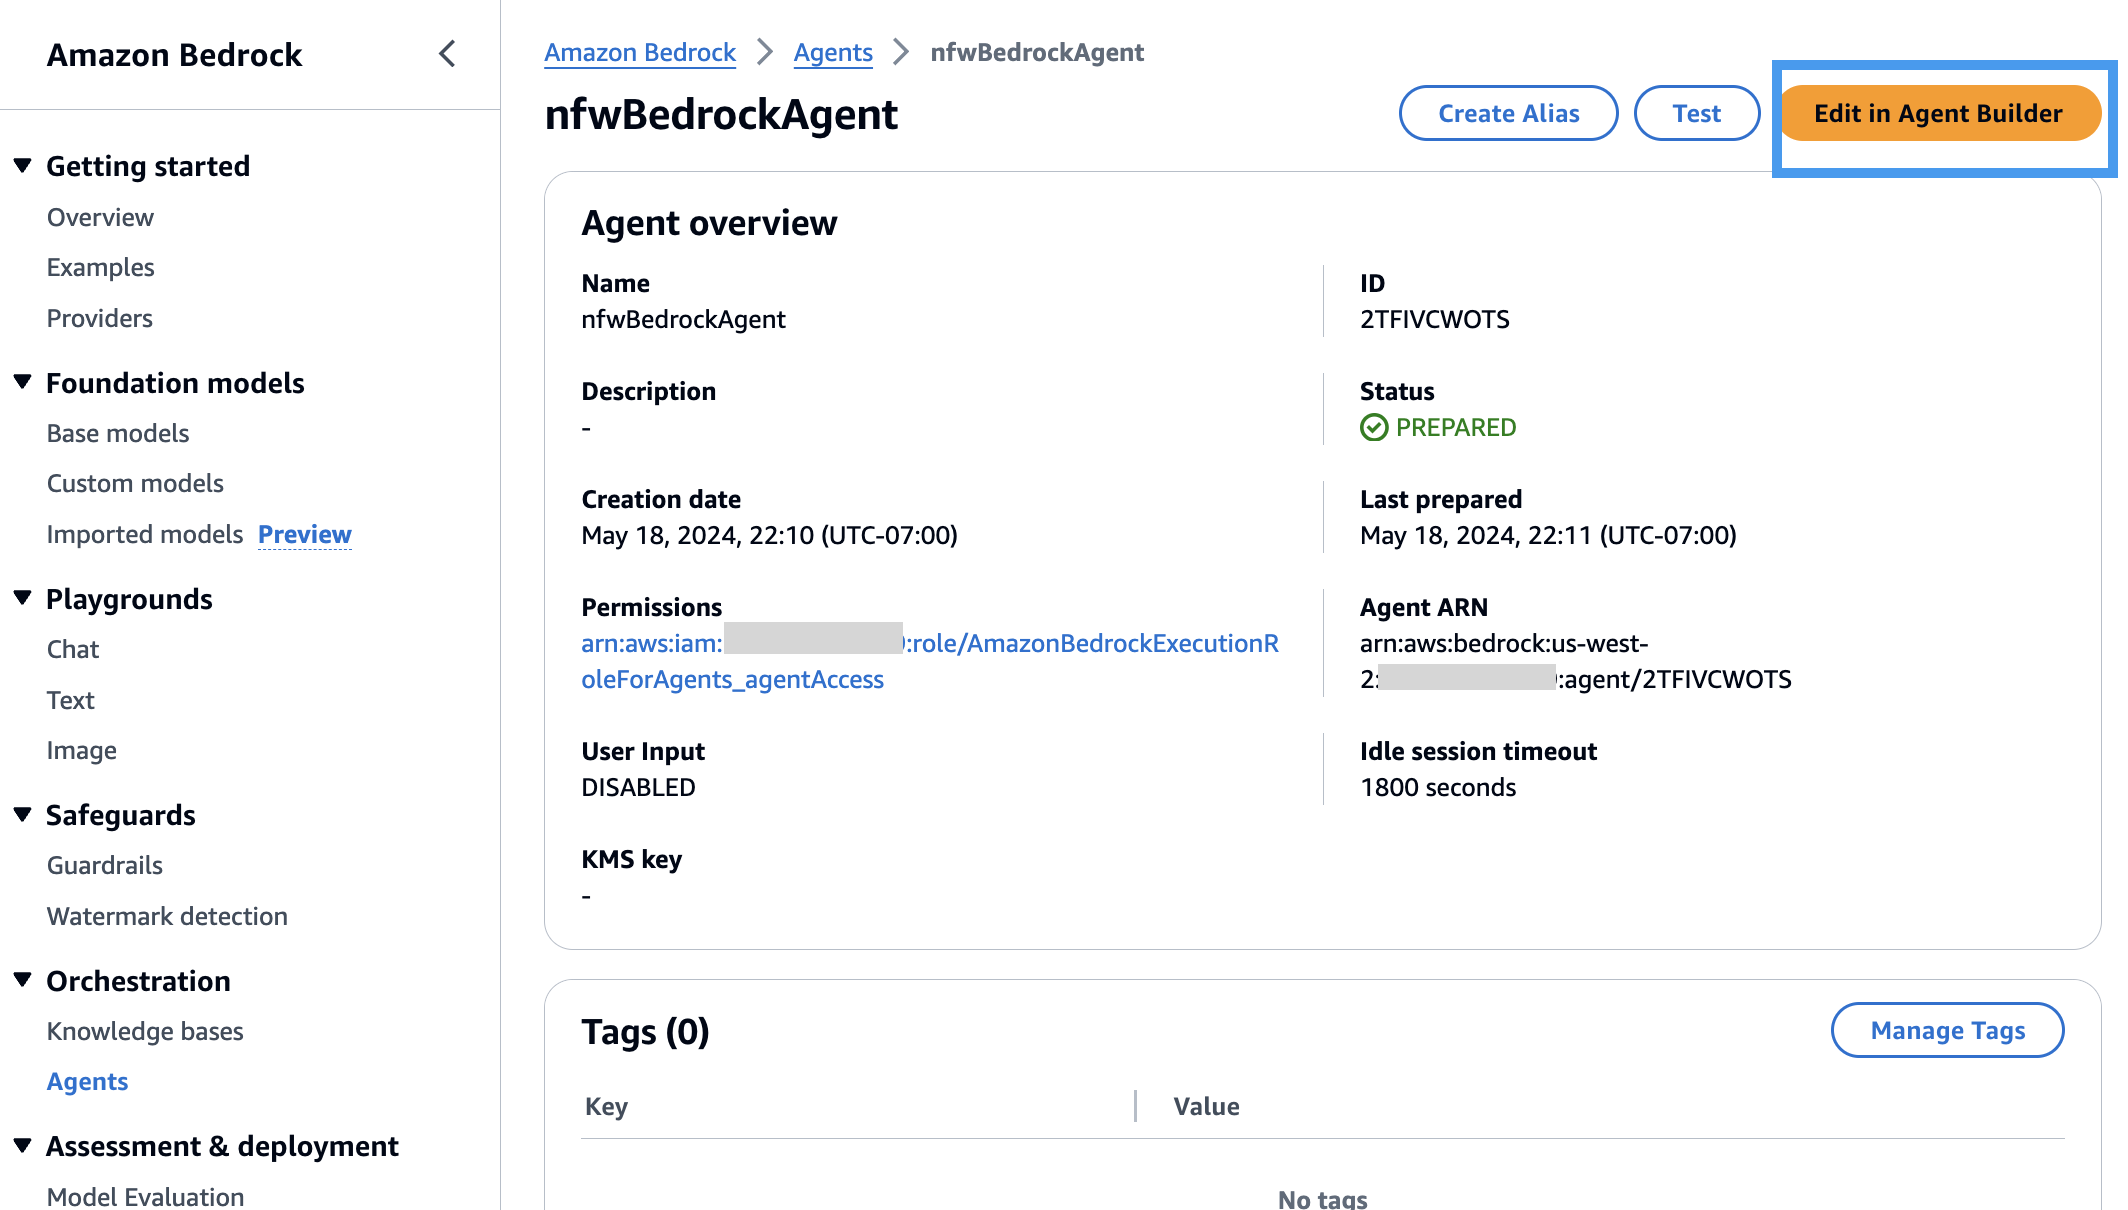 Amazon Bedrock
Getting started
Overview
Examples
Providers
Foundation models
Base models
Custom models
Imported models Preview
Playgrounds
Chat
Text
Image
Safeguards
Guardrails
Watermark detection
Orchestration
Knowledge bases
Agents
Assessment & deployment
Model Evaluation
Amazon Bedrock > Agents > nfwBedrockAgent
nfwBedrockAgent
Create Alias
Test
Edit in Agent Builder
Agent overview
Name
nfwBedrockAgent
ID
2TFIVCWOTS
Description
-
Status
PREPARED
Creation date
May 18, 2024, 22:10 (UTC-07:00)
Last prepared
May 18, 2024, 22:11 (UTC-07:00)
Permissions
arn:aws:iam: :role/AmazonBedrockExecutionR
oleForAgents_agentAccess
Agent ARN
arn:aws:bedrock:us-west-
2: :agent/2TFIVCWOTS
User Input
DISABLED
Idle session timeout
1800 seconds
KMS key
-
Tags (0)
Manage Tags
Key
Value
No tags